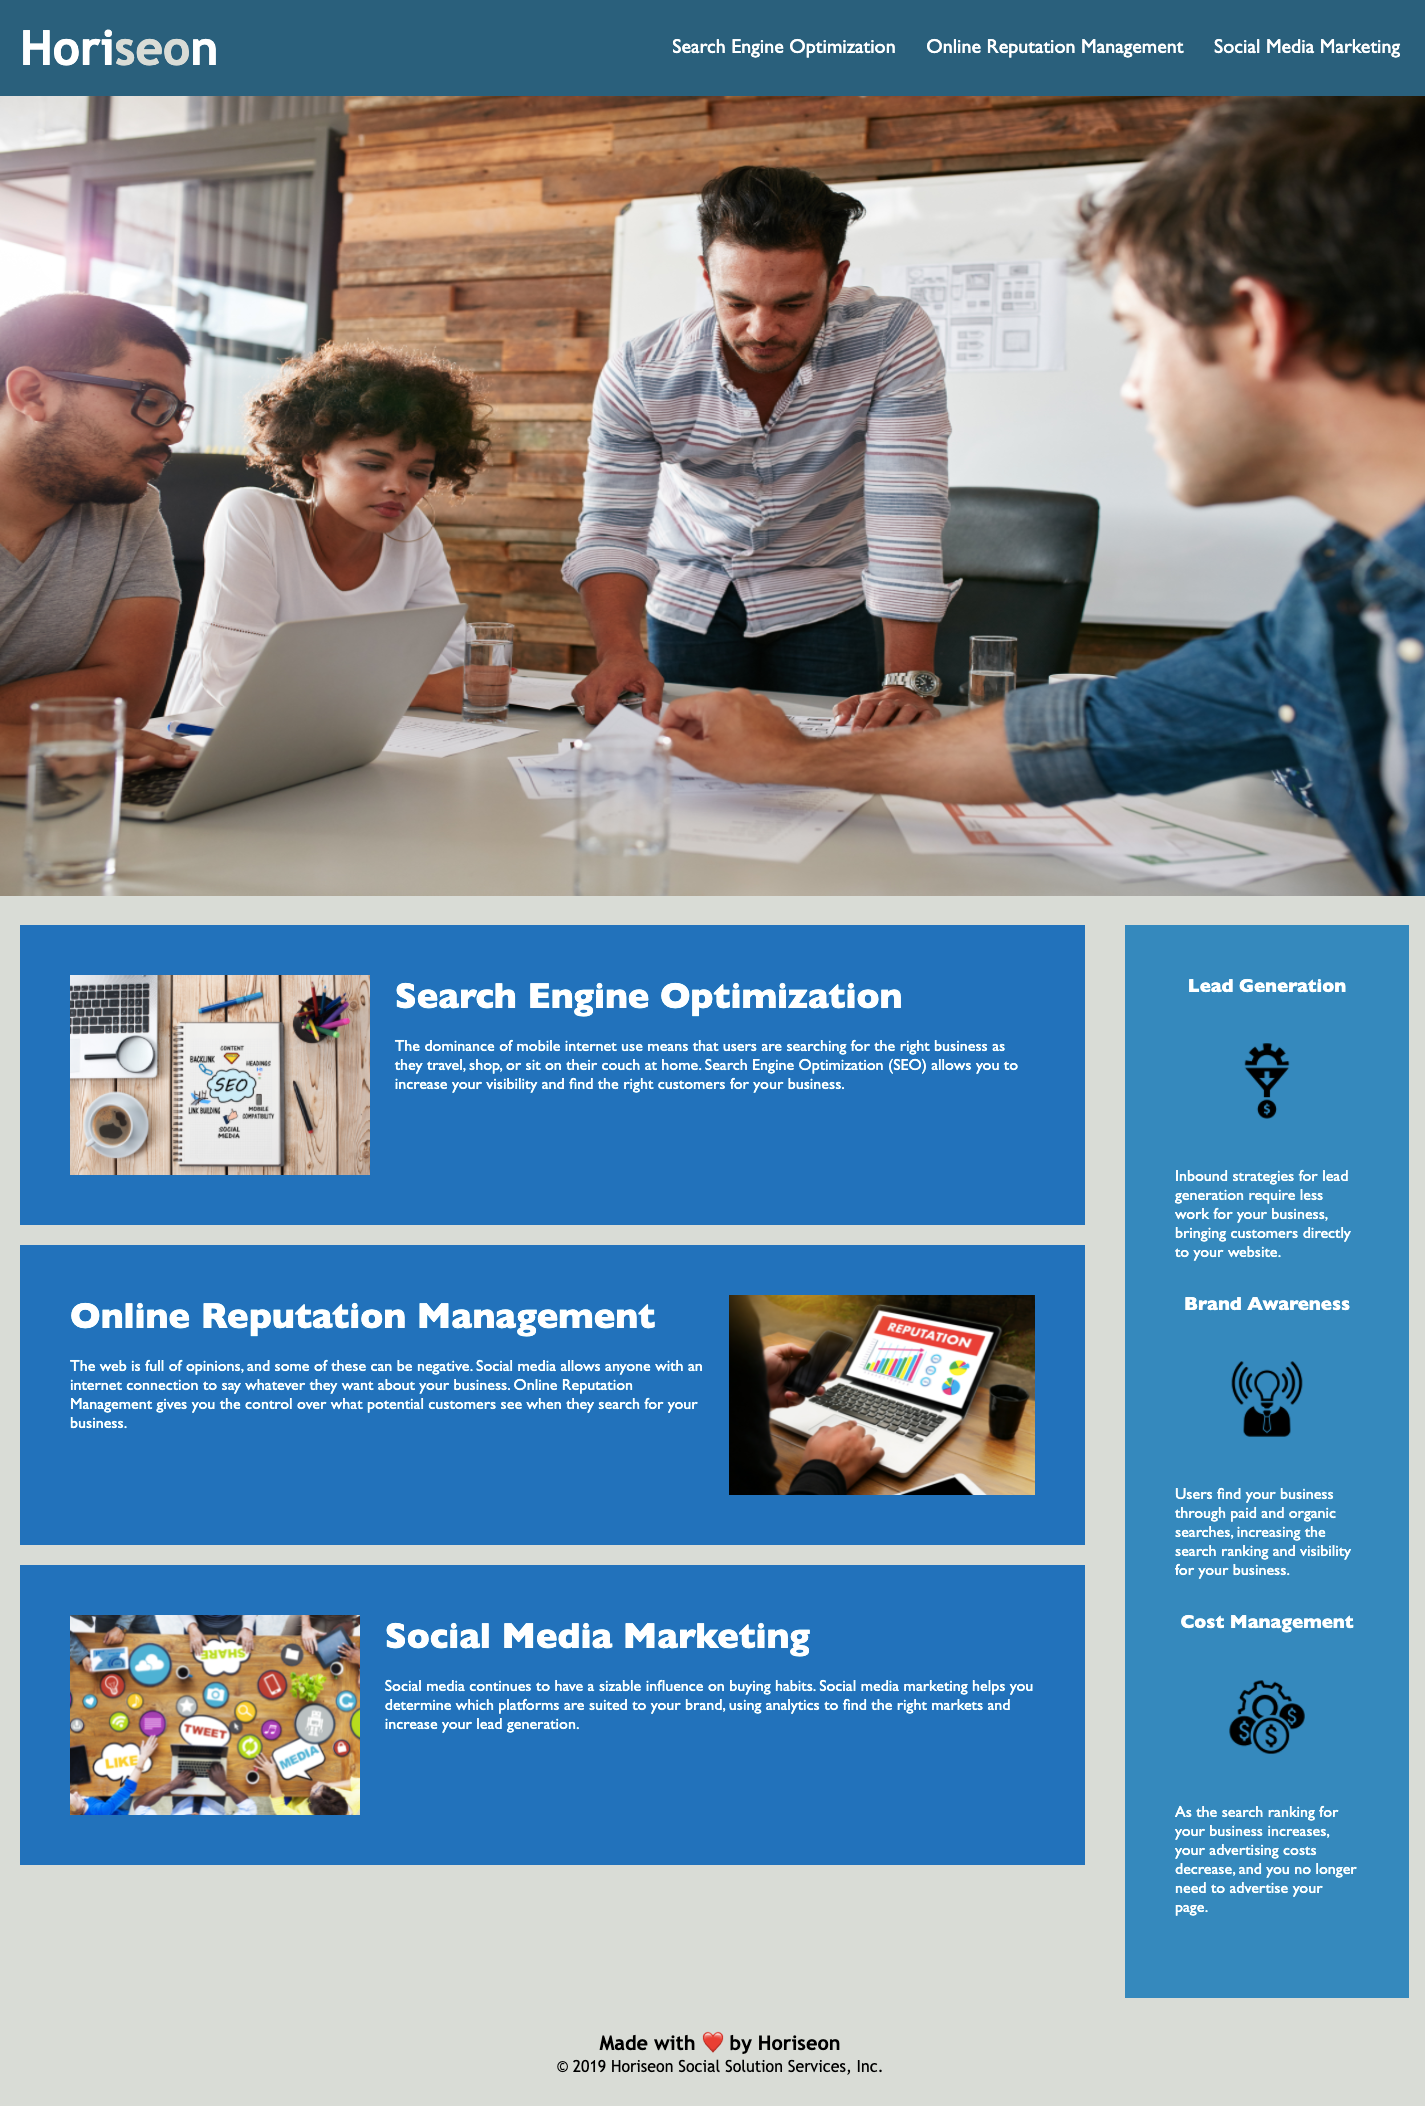 Horiseon
Search Engine Optimization
Online Reputation Management
Social Media Marketing
CONTENT
BACKLINK
HEADINGS
SEO
LINK BUILDING
MOBILE
COMPATIBILITY
SOCIAL
MEDIA
Search Engine Optimization
The dominance of mobile internet use means that users are searching for the right business as
they travel, shop, or sit on their couch at home. Search Engine Optimization (SEO) allows you to
increase your visibility and find the right customers for your business.
Online Reputation Management
The web is full of opinions, and some of these can be negative. Social media allows anyone with an
internet connection to say whatever they want about your business. Online Reputation
Management gives you the control over what potential customers see when they search for your
business.
REPUTATION
SHARE
TWEET
LIKE
MEDIA
Social Media Marketing
Social media continues to have a sizable influence on buying habits. Social media marketing helps you
determine which platforms are suited to your brand, using analytics to find the right markets and
increase your lead generation.
Lead Generation
$
Inbound strategies for lead
generation require less
work for your business,
bringing customers directly
to your website.
Brand Awareness
Users find your business
through paid and organic
searches, increasing the
search ranking and visibility
for your business.
Cost Management
$ $ $
As the search ranking for
your business increases,
your advertising costs
decrease, and you no longer
need to advertise your
page.
Made with ❤️ by Horiseon
© 2019 Horiseon Social Solution Services, Inc.